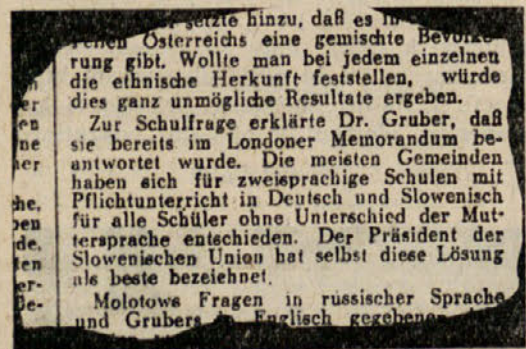 setzte hinzu, daß es in
Österreichs eine gemischte
rung gibt. Wollte man bei jedem einzelnen
die ethnische Herkunft feststellen, würde
dies ganz unmögliche Resultate ergeben.
Zur Schulfrage erklärte Dr. Gruber, daß
sie bereits im Londoner Memorandum be-
antwortet wurde. Die meisten Gemeinden
haben sich für zweisprachige Schulen mit
Pflichtunterricht in Deutsch und Slowenisch
für alle Schüler ohne Unterschied der Mut-
tersprache entschieden. Der Präsident der
Slowenischen Union hat selbst diese Lösung
als beste bezeichnet.
Molotows Fragen in russischer Sprache
und Grubers in Englisch